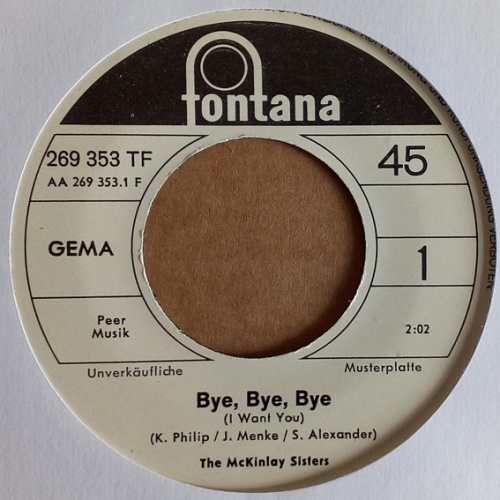 fontana
269 353 TF
45
AA 269 353.1 F
GEMA
1
Peer
Musik
2:02
Unverkäufliche
Musterplatte
Bye, Bye, Bye
(I Want You)
(K. Philip / J. Menke / S. Alexander)
The McKinlay Sisters
VERBOTEN